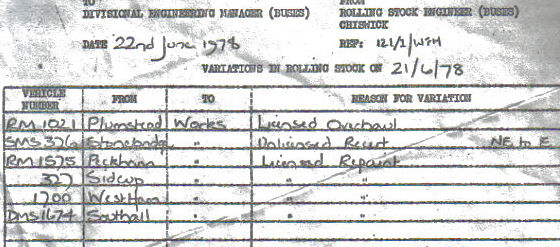 TO FROM
DIVISIONAL ENGINEERING MANAGER (BUSES) ROLLING STOCK ENGINEER (BUSES)
CHISWICK
DATE 22nd June 1978 REF: 121/1/WFH
VARIATIONS IN ROLLING STOCK ON 21/6/78
VEHICLE NUMBER FROM TO REASON FOR VARIATION
RM 1021 Plumstead Works Licensed Overhaul
SMS 326 Stonebridge " Unlicensed Recert NE to E
RM 1575 Peckham " Licensed Repaint
327 Sidcup " " "
1700 West Ham " " "
DMS 1674 Southall " " "